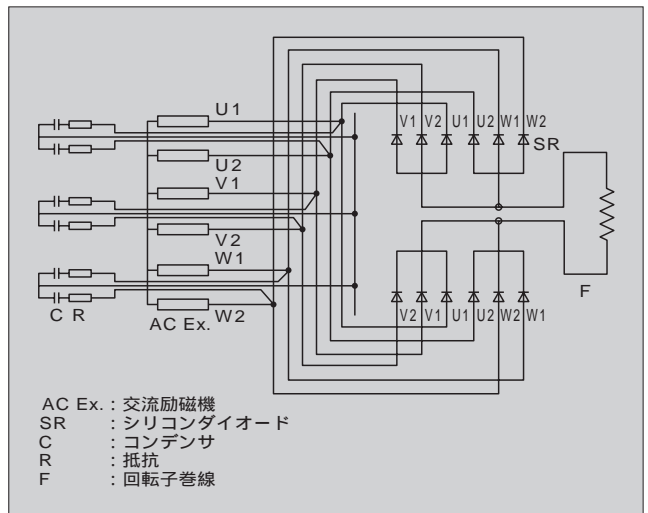 U1
V1 V2 U1 U2 W1 W2
SR
U2
V1
V2
W1
F
C R
AC Ex.
W2
V2 V1 U1 U2 W2 W1
AC Ex.：交流励磁機
SR：シリコンダイオード
C：コンデンサ
R：抵抗
F：回転子巻線